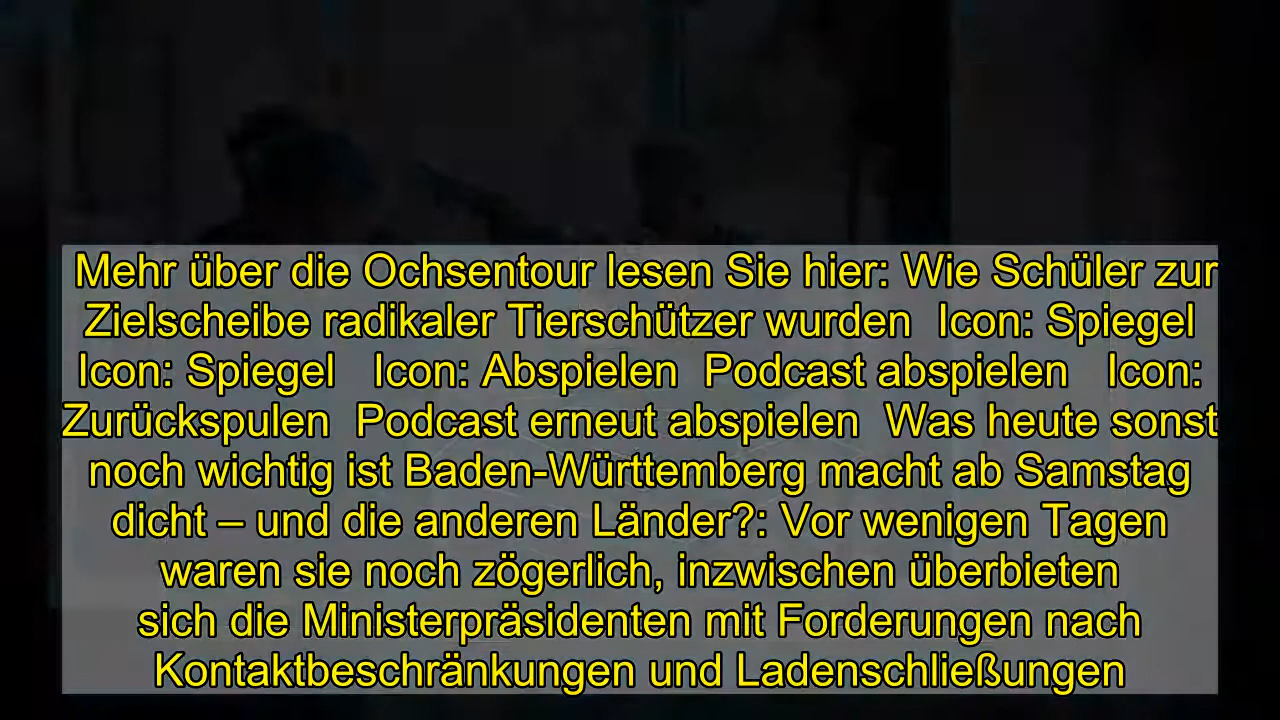 Mehr über die Ochsentour lesen Sie hier: Wie Schüler zur
Zielscheibe radikaler Tierschützer wurden  Icon: Spiegel
Icon: Spiegel   Icon: Abspielen  Podcast abspielen   Icon:
Zurückspulen  Podcast erneut abspielen  Was heute sonst
noch wichtig ist Baden-Württemberg macht ab Samstag
dicht – und die anderen Länder?: Vor wenigen Tagen
waren sie noch zögerlich, inzwischen überbieten
sich die Ministerpräsidenten mit Forderungen nach
Kontaktbeschränkungen und Ladenschließungen